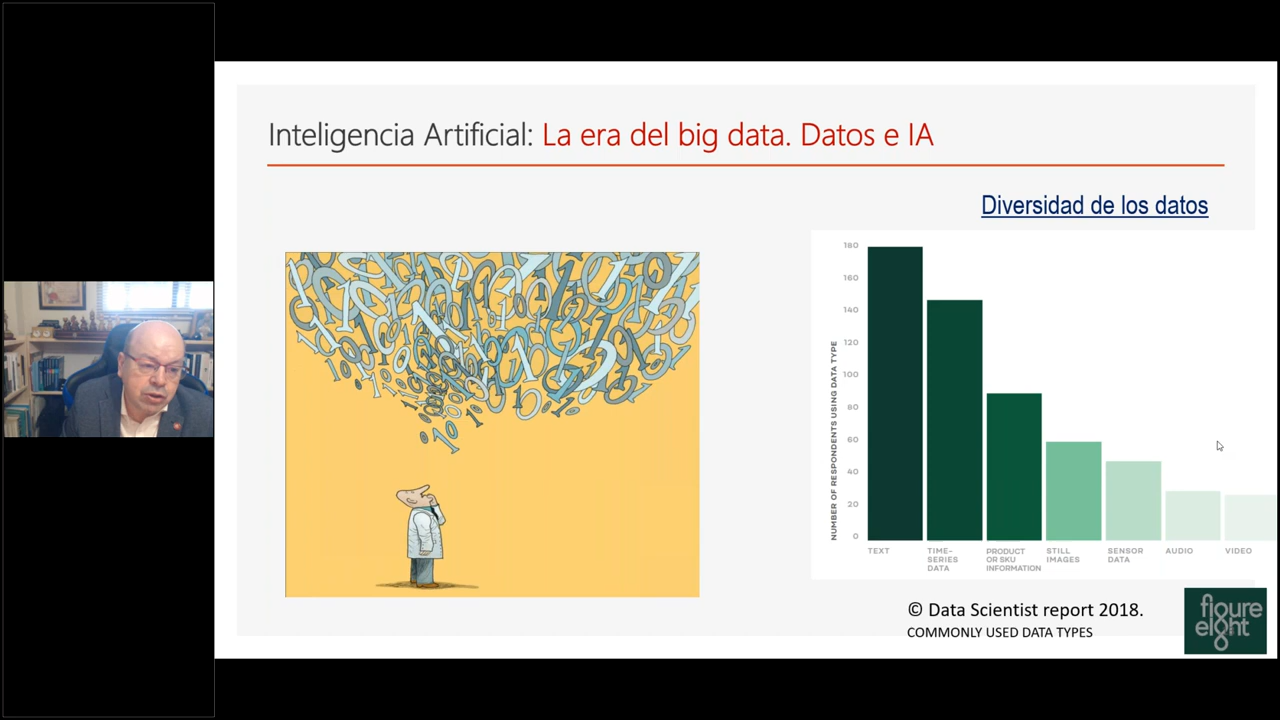 Inteligencia Artificial: La era del big data. Datos e IA
Diversidad de los datos
NUMBER OF RESPONDENTS USING DATA TYPE
180
160
140
120
100
80
60
40
20
0
TEXT
TIME-
SERIES
DATA
PRODUCT
OR SKU
INFORMATION
STILL
IMAGES
SENSOR
DATA
AUDIO
VIDEO
© Data Scientist report 2018.
COMMONLY USED DATA TYPES
figure
eight